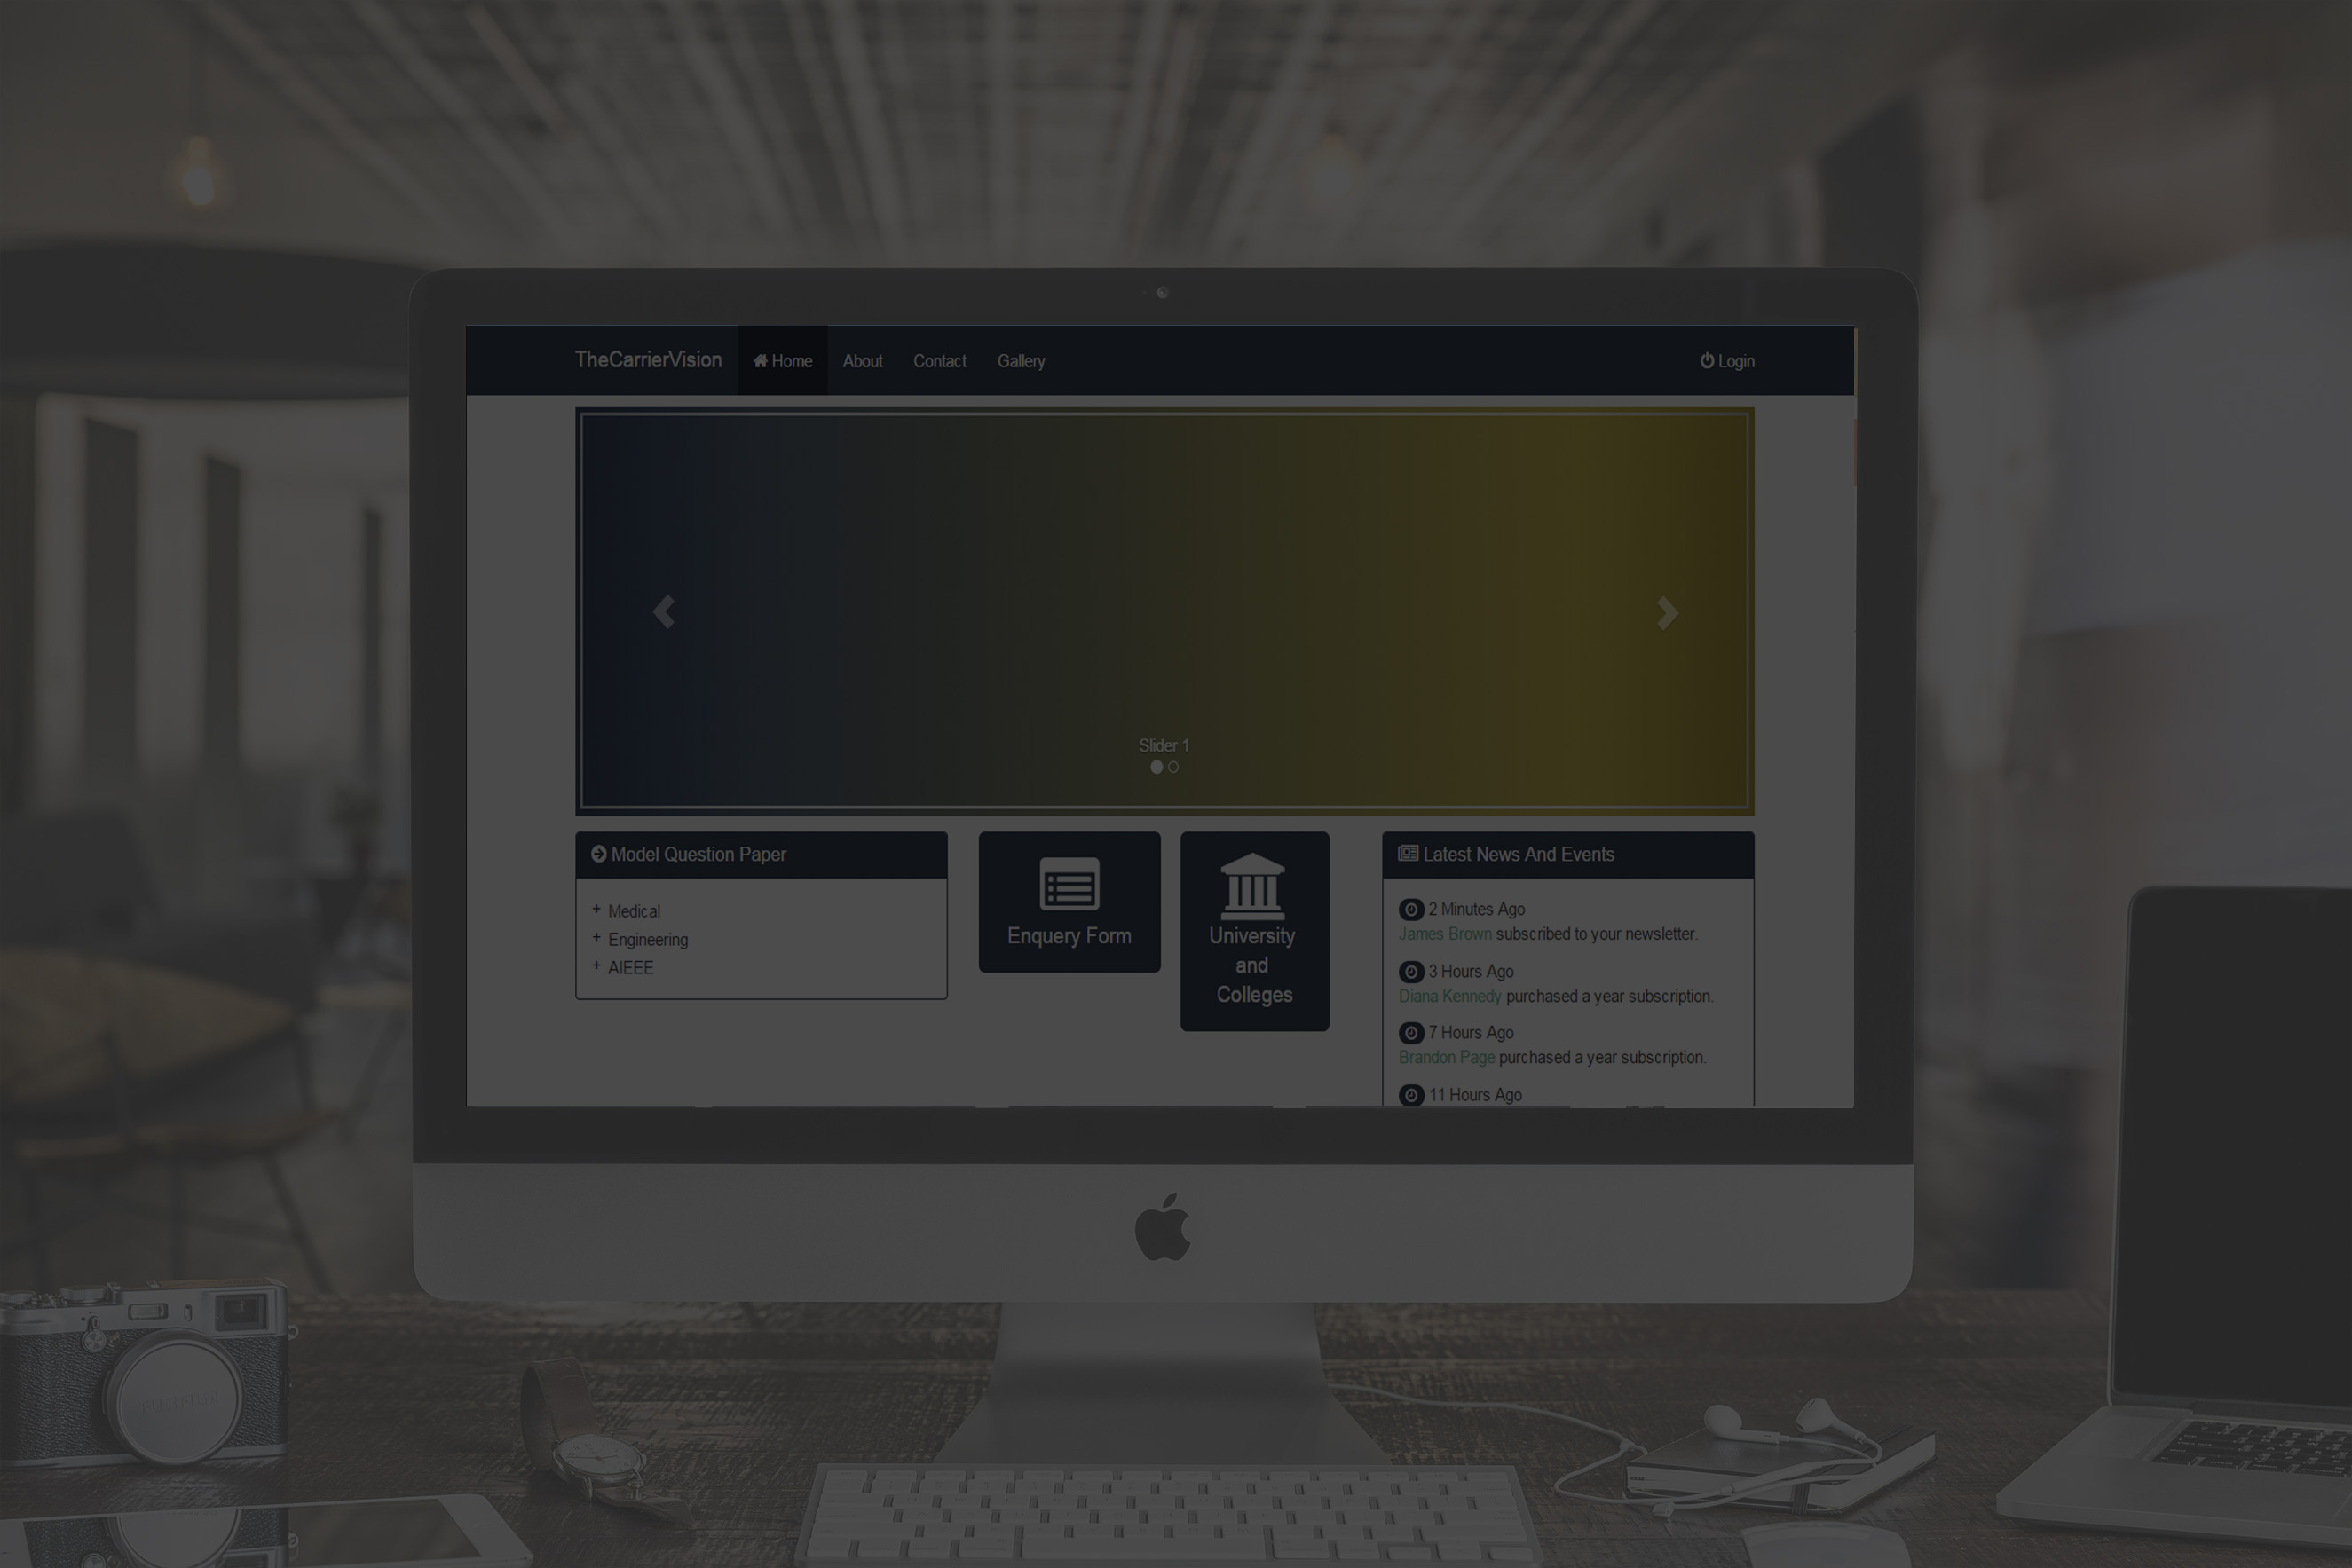 TheCarrierVision Home About Contact Gallery Login
Slider 1
Model Question Paper
+ Medical
+ Engineering
+ AIEEE
Enquery Form
University
and
Colleges
Latest News And Events
2 Minutes Ago
James Brown subscribed to your newsletter.
3 Hours Ago
Diana Kennedy purchased a year subscription.
7 Hours Ago
Brandon Page purchased a year subscription.
11 Hours Ago